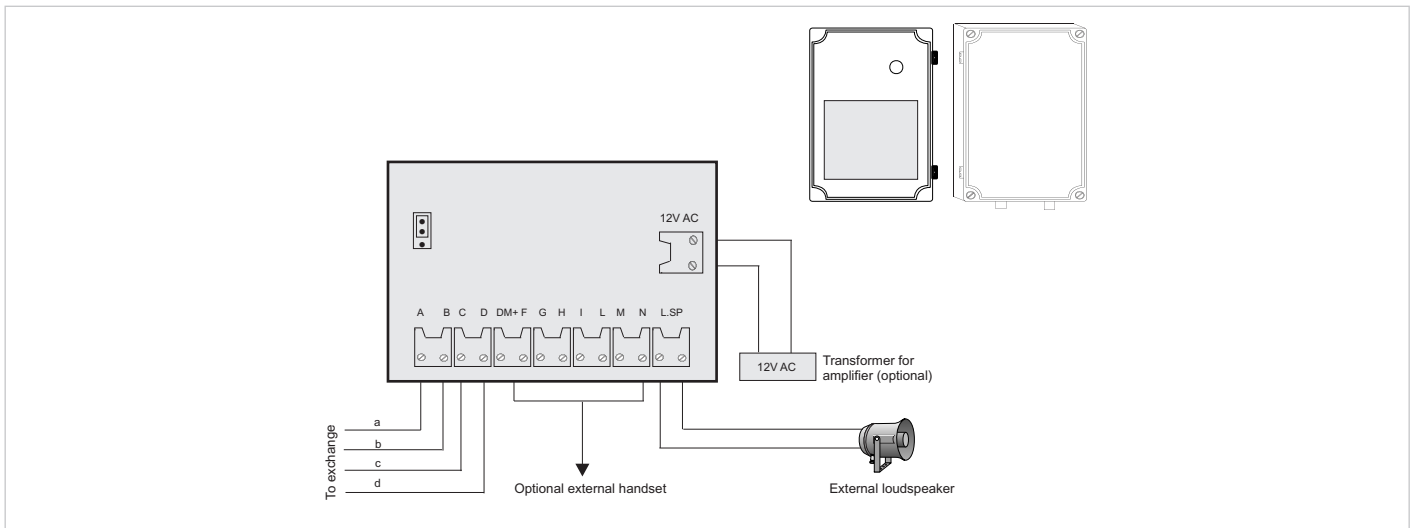 12V AC
A B C D DM+ F G H I L M N L.SP
12V AC
Transformer for
amplifier (optional)
To exchange
a
b
c
d
Optional external handset
External loudspeaker